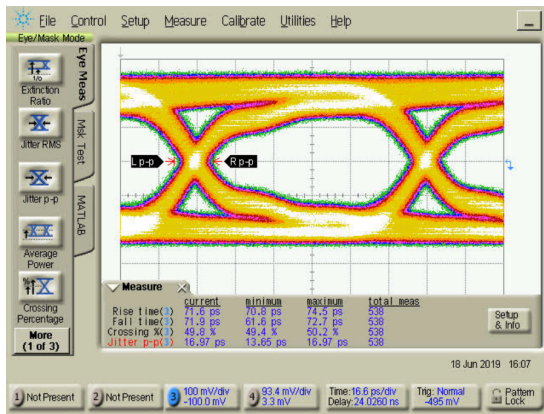 File Control Setup Measure Calibrate Utilities Help
Eye/Mask Mode
Eye Meas
Msk Test
MATLAB
1/0
Extinction
Ratio
Jitter RMS
Jitter p-p
Average
Power
Crossing
Percentage
More
(1 of 3)
L p-p
R p-p
Measure
current minimum maximum total meas
Rise time(3) 71.6 ps 70.8 ps 74.5 ps 538
Fall time(3) 71.9 ps 61.6 ps 72.7 ps 538
Crossing %(3) 49.8 % 49.4 % 50.2 % 538
Jitter p-p(3) 16.97 ps 13.65 ps 16.97 ps 538
Setup
& Info
18 Jun 2019 16:07
1 Not Present
2 Not Present
3 100 mV/div
-100.0 mV
4 93.4 mV/div
3.3 mV
Time:16.6 ps/div
Delay:24.0260 ns
Trig: Normal
-495 mV
Pattern
Lock